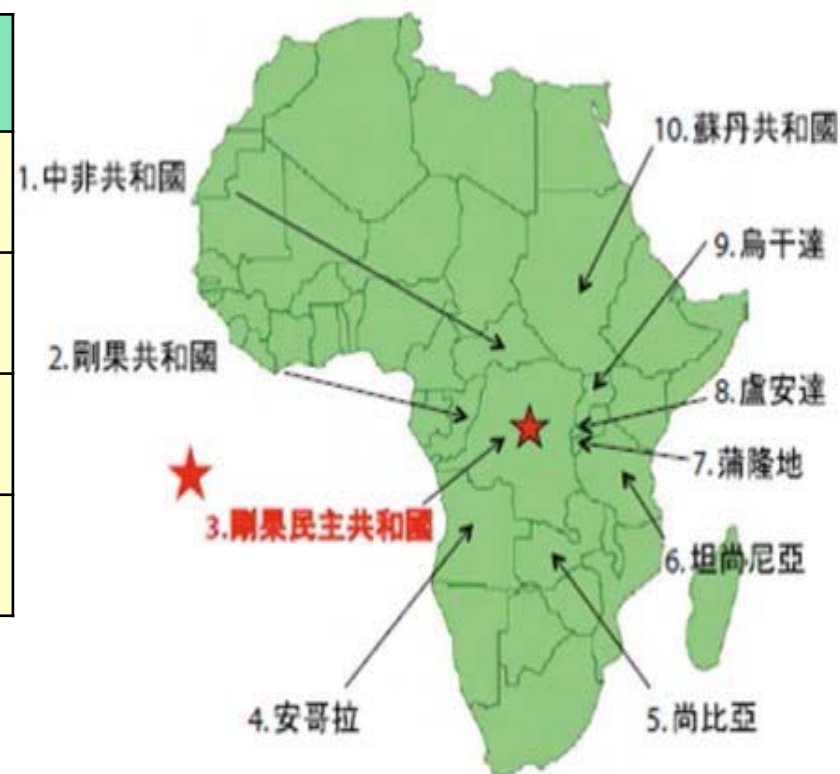 10.蘇丹共和國
1.中非共和國
9.烏干達
2.剛果共和國
8.盧安達
7.蒲隆地
3.剛果民主共和國
6.坦尚尼亞
4.安哥拉
5.尚比亞